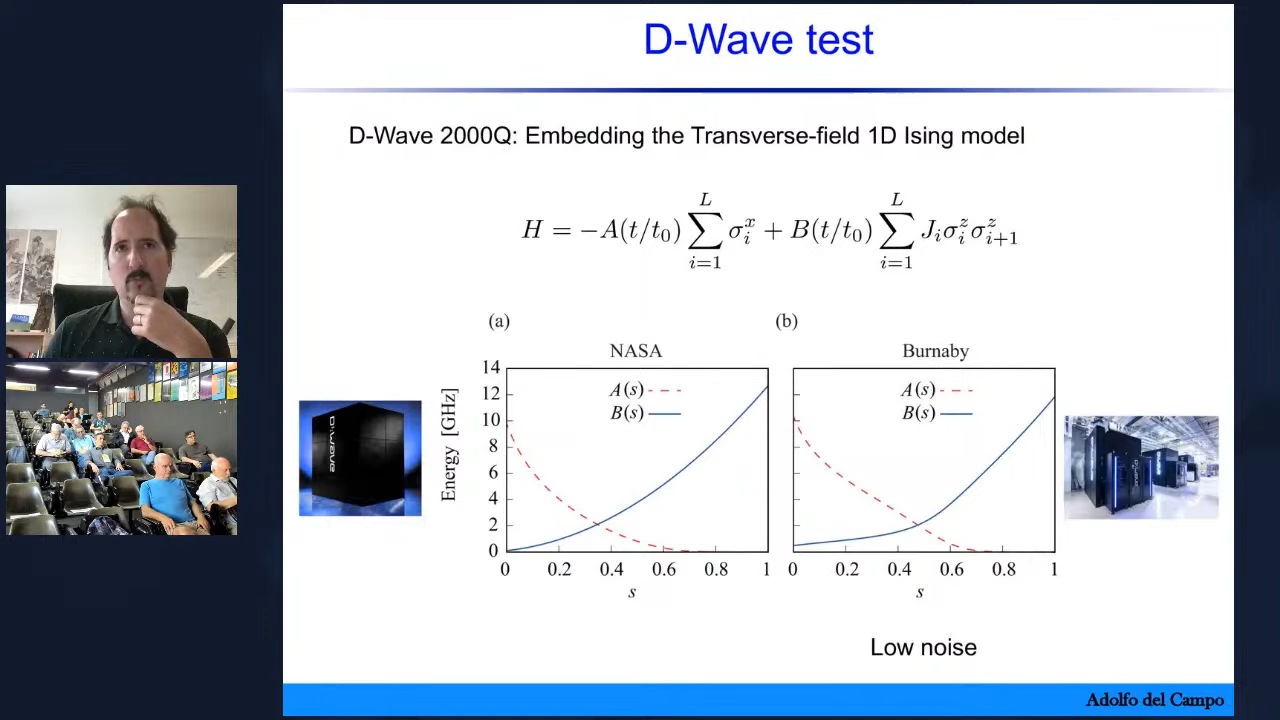 D-Wave test
D-Wave 2000Q: Embedding the Transverse-field 1D Ising model
H = −A(t/t₀) ∑_{i=1}^{L} σ_i^x + B(t/t₀) ∑_{i=1}^{L} J_i σ_i^z σ_{i+1}^z
(a)
(b)
NASA
Burnaby
Energy [GHz]
14
12
10
8
6
4
2
0
A(s)
B(s)
A(s)
B(s)
0 0.2 0.4 0.6 0.8 1
0 0.2 0.4 0.6 0.8 1
s
s
D:wave
Low noise
Adolfo del Campo